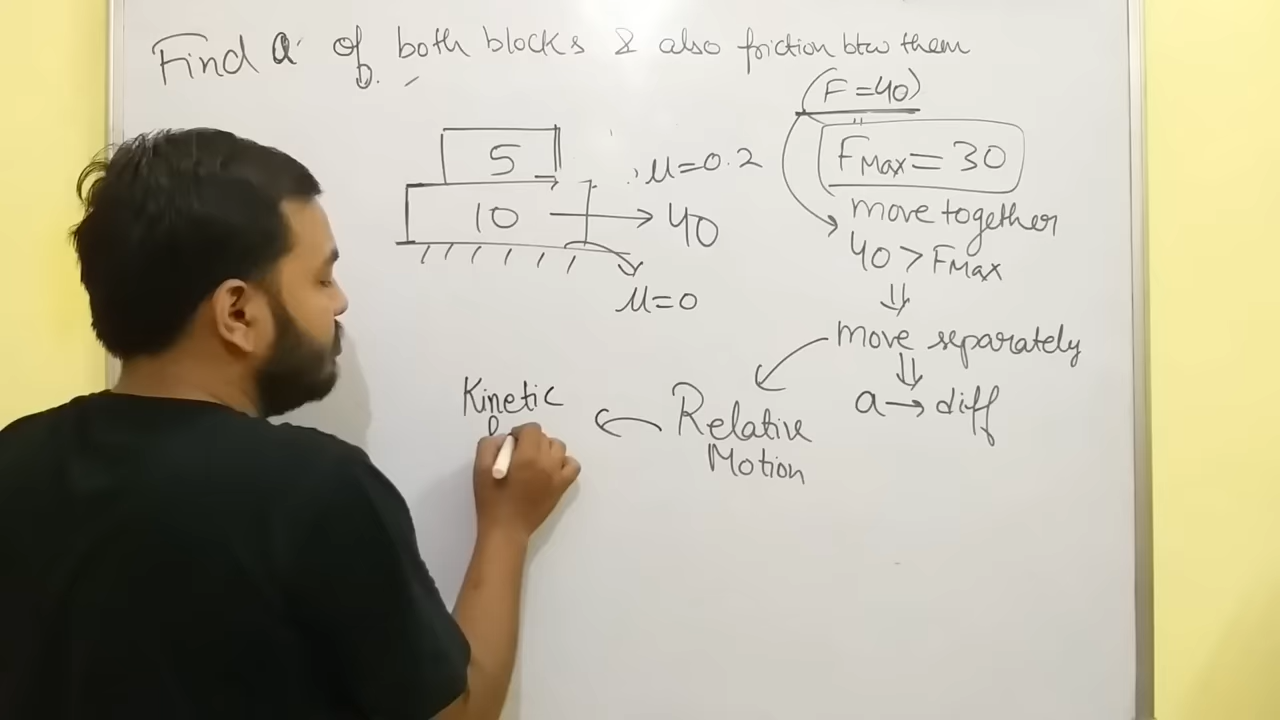 Find a of both blocks & also friction btw them
(F=40)
FMax = 30
5
μ=0.2
10
40
μ=0
move together
40 > FMax
⇓
move separately
⇓
a → diff
Relative
Motion
Kinetic